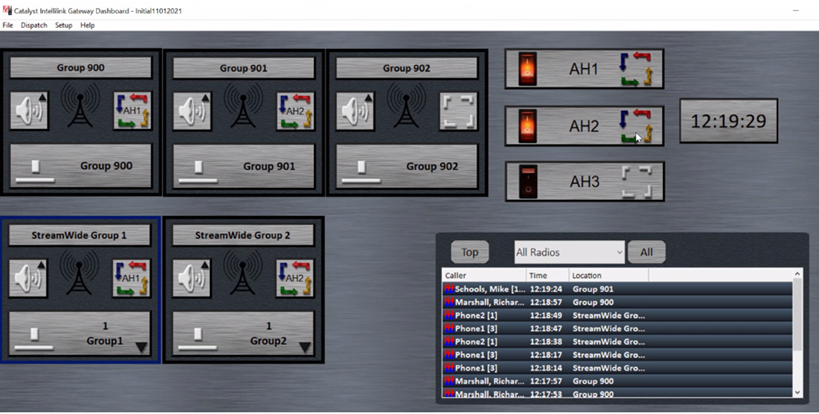 Catalyst Intellilink Gateway Dashboard - Initial11012021
File Dispatch Setup Help
Group 900 Group 901 Group 902
AH1 AH2
Group 900 Group 901 Group 902
AH1
AH2
AH3
12:19:29
StreamWide Group 1 StreamWide Group 2
AH1 AH2
1 1
Group1 Group2
Top All Radios All
Caller Time Location
Schools, Mike [1... 12:19:24 Group 901
Marshall, Richar... 12:18:57 Group 900
Phone2 [1] 12:18:49 StreamWide Gro...
Phone1 [3] 12:18:47 StreamWide Gro...
Phone2 [1] 12:18:38 StreamWide Gro...
Phone1 [3] 12:18:17 StreamWide Gro...
Phone1 [3] 12:18:14 StreamWide Gro...
Marshall, Richar... 12:17:57 Group 900
Marshall, Richar... 12:17:53 Group 900